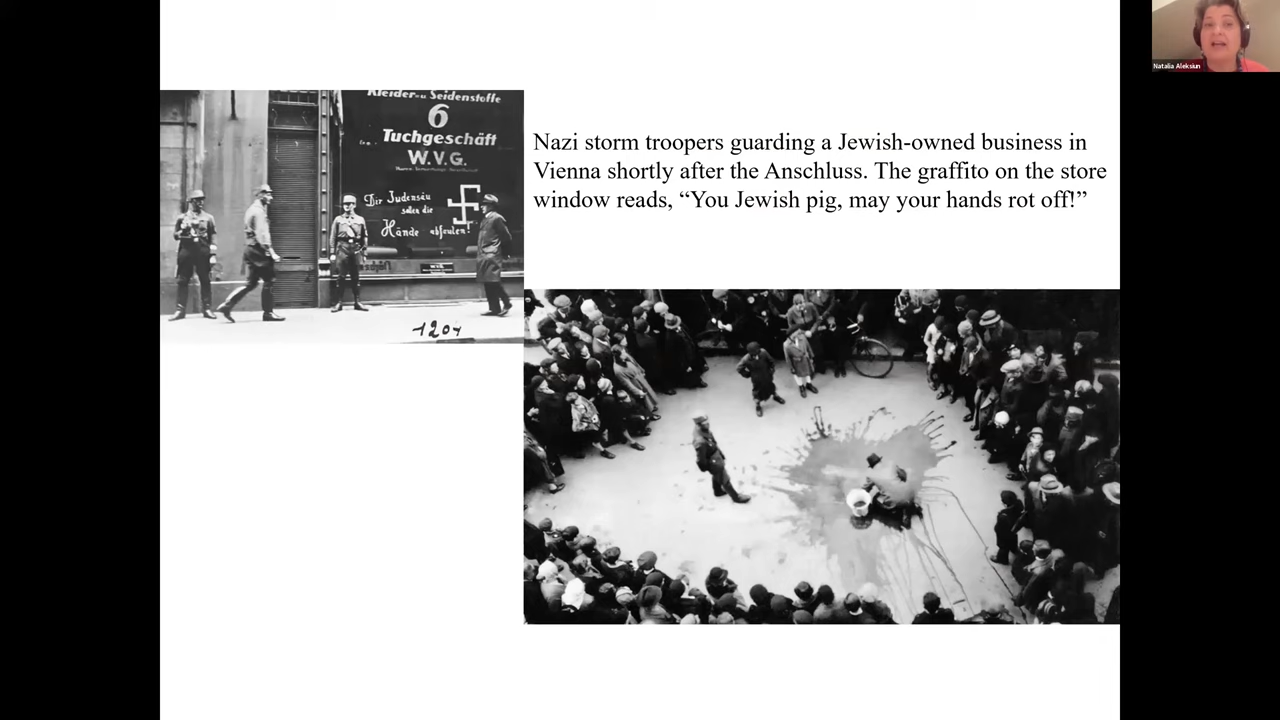 Kleider- u Seidenstoffe
6
Tuchgeschäft
W.V.G.
Dir Judensau
solen die
Hände abfaulen!
W.V.G.
1204
Nazi storm troopers guarding a Jewish-owned business in
Vienna shortly after the Anschluss. The graffito on the store
window reads, “You Jewish pig, may your hands rot off!”
Natalia Aleksiun